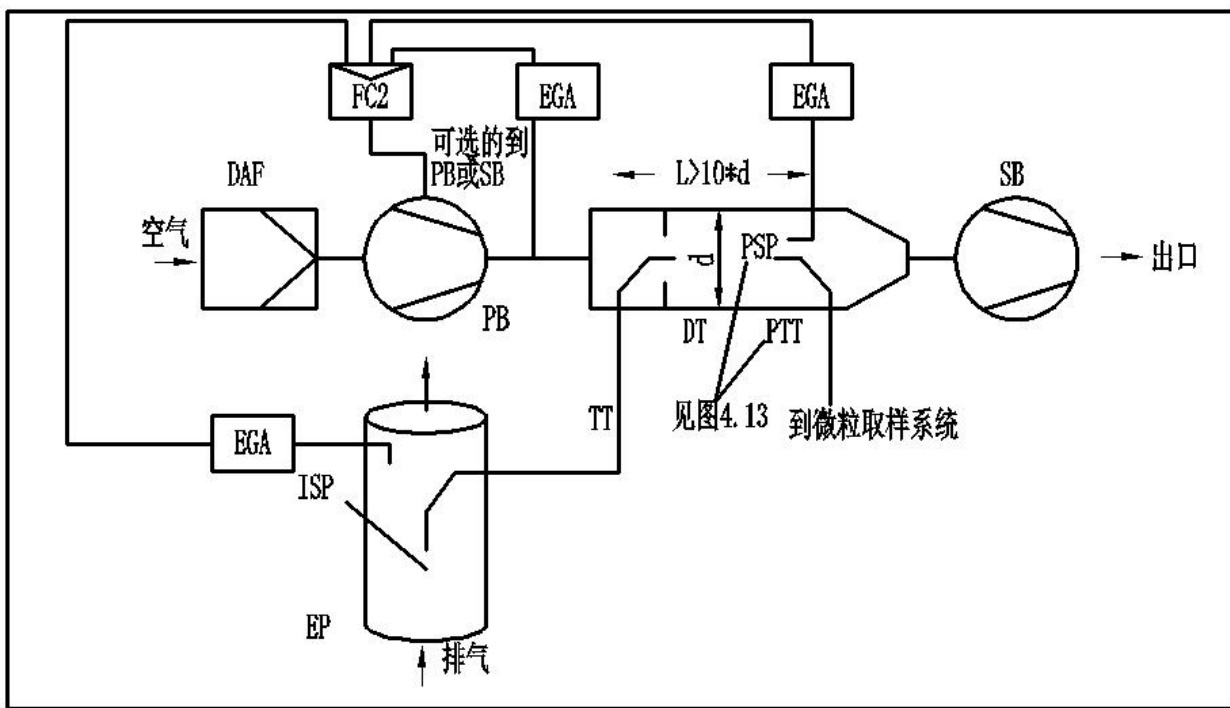 FC2
EGA
EGA
可选的到
PB或SB
L>10*d
DAF
SB
空气
d
PSP
出口
PB
DT
PTT
TT
见图4.13
到微粒取样系统
EGA
ISP
EP
排气